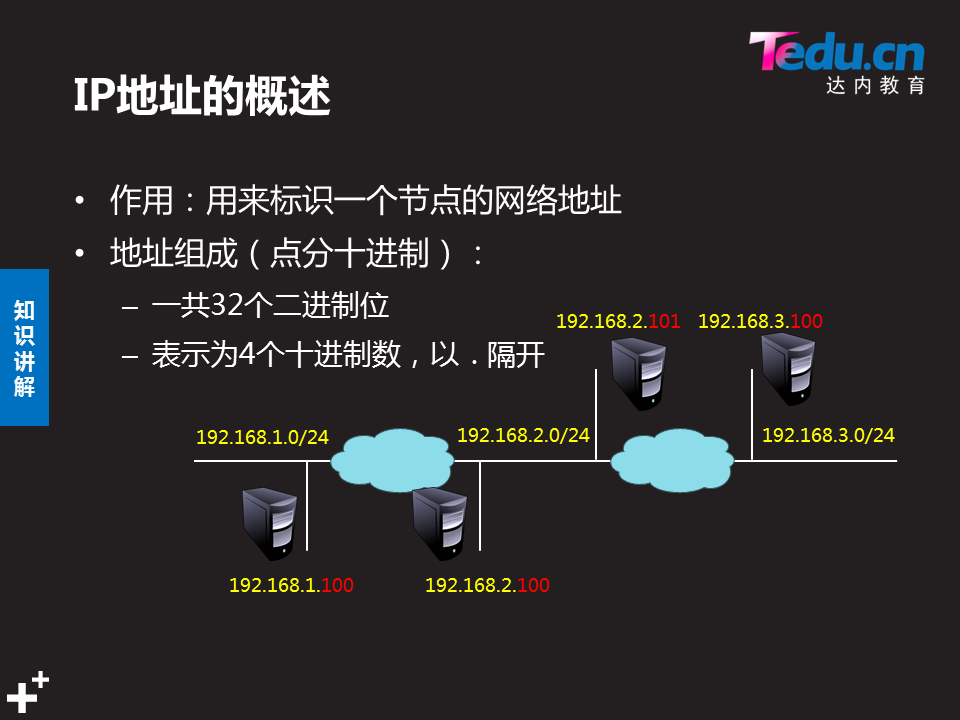 Tedu.cn
达内教育
IP地址的概述
• 作用：用来标识一个节点的网络地址
• 地址组成（点分十进制）：
– 一共32个二进制位
– 表示为4个十进制数，以 . 隔开
知识讲解
192.168.2.101 192.168.3.100
192.168.1.0/24 192.168.2.0/24 192.168.3.0/24
192.168.1.100 192.168.2.100